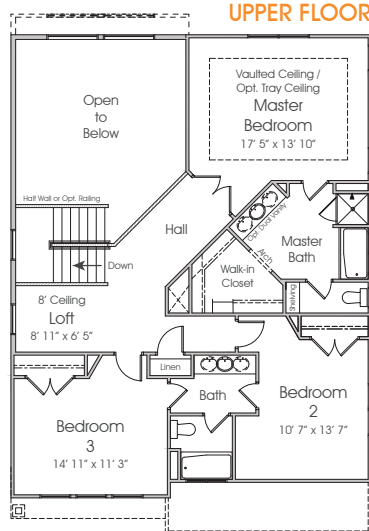 UPPER FLOOR
Open
to
Below
Vaulted Ceiling /
Opt. Tray Ceiling
Master
Bedroom
17' 5" x 13' 10"
Half Wall or Opt. Railing
Opt. Dual Vanity
Hall
Master
Bath
Arch
Down
Walk-in
Closet
Shelving
8' Ceiling
Loft
8' 11" x 6' 5"
Linen
Bath
Bedroom
2
10' 7" x 13' 7"
Bedroom
3
14' 11" x 11' 3"